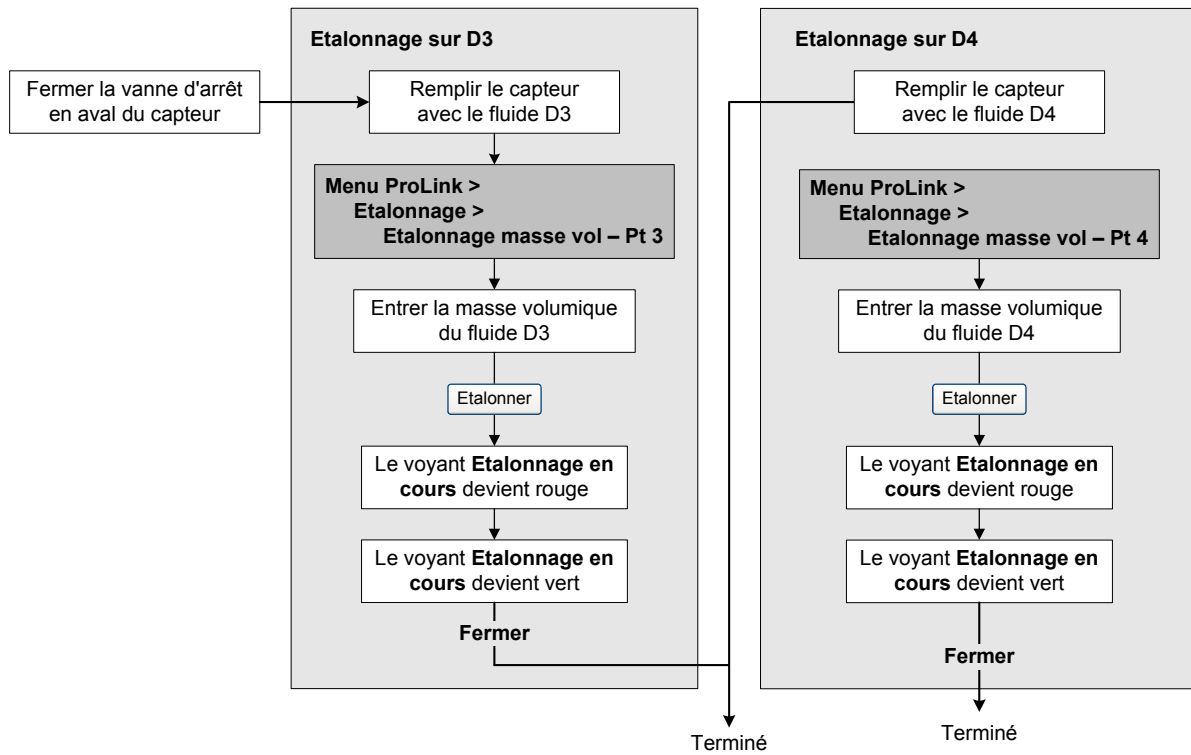 Fermer la vanne d'arrêt
en aval du capteur
Etalonnage sur D3
Remplir le capteur
avec le fluide D3
Menu ProLink >
Etalonnage >
Etalonnage masse vol – Pt 3
Entrer la masse volumique
du fluide D3
Etalonner
Le voyant Etalonnage en
cours devient rouge
Le voyant Etalonnage en
cours devient vert
Fermer
Terminé
Etalonnage sur D4
Remplir le capteur
avec le fluide D4
Menu ProLink >
Etalonnage >
Etalonnage masse vol – Pt 4
Entrer la masse volumique
du fluide D4
Etalonner
Le voyant Etalonnage en
cours devient rouge
Le voyant Etalonnage en
cours devient vert
Fermer
Terminé